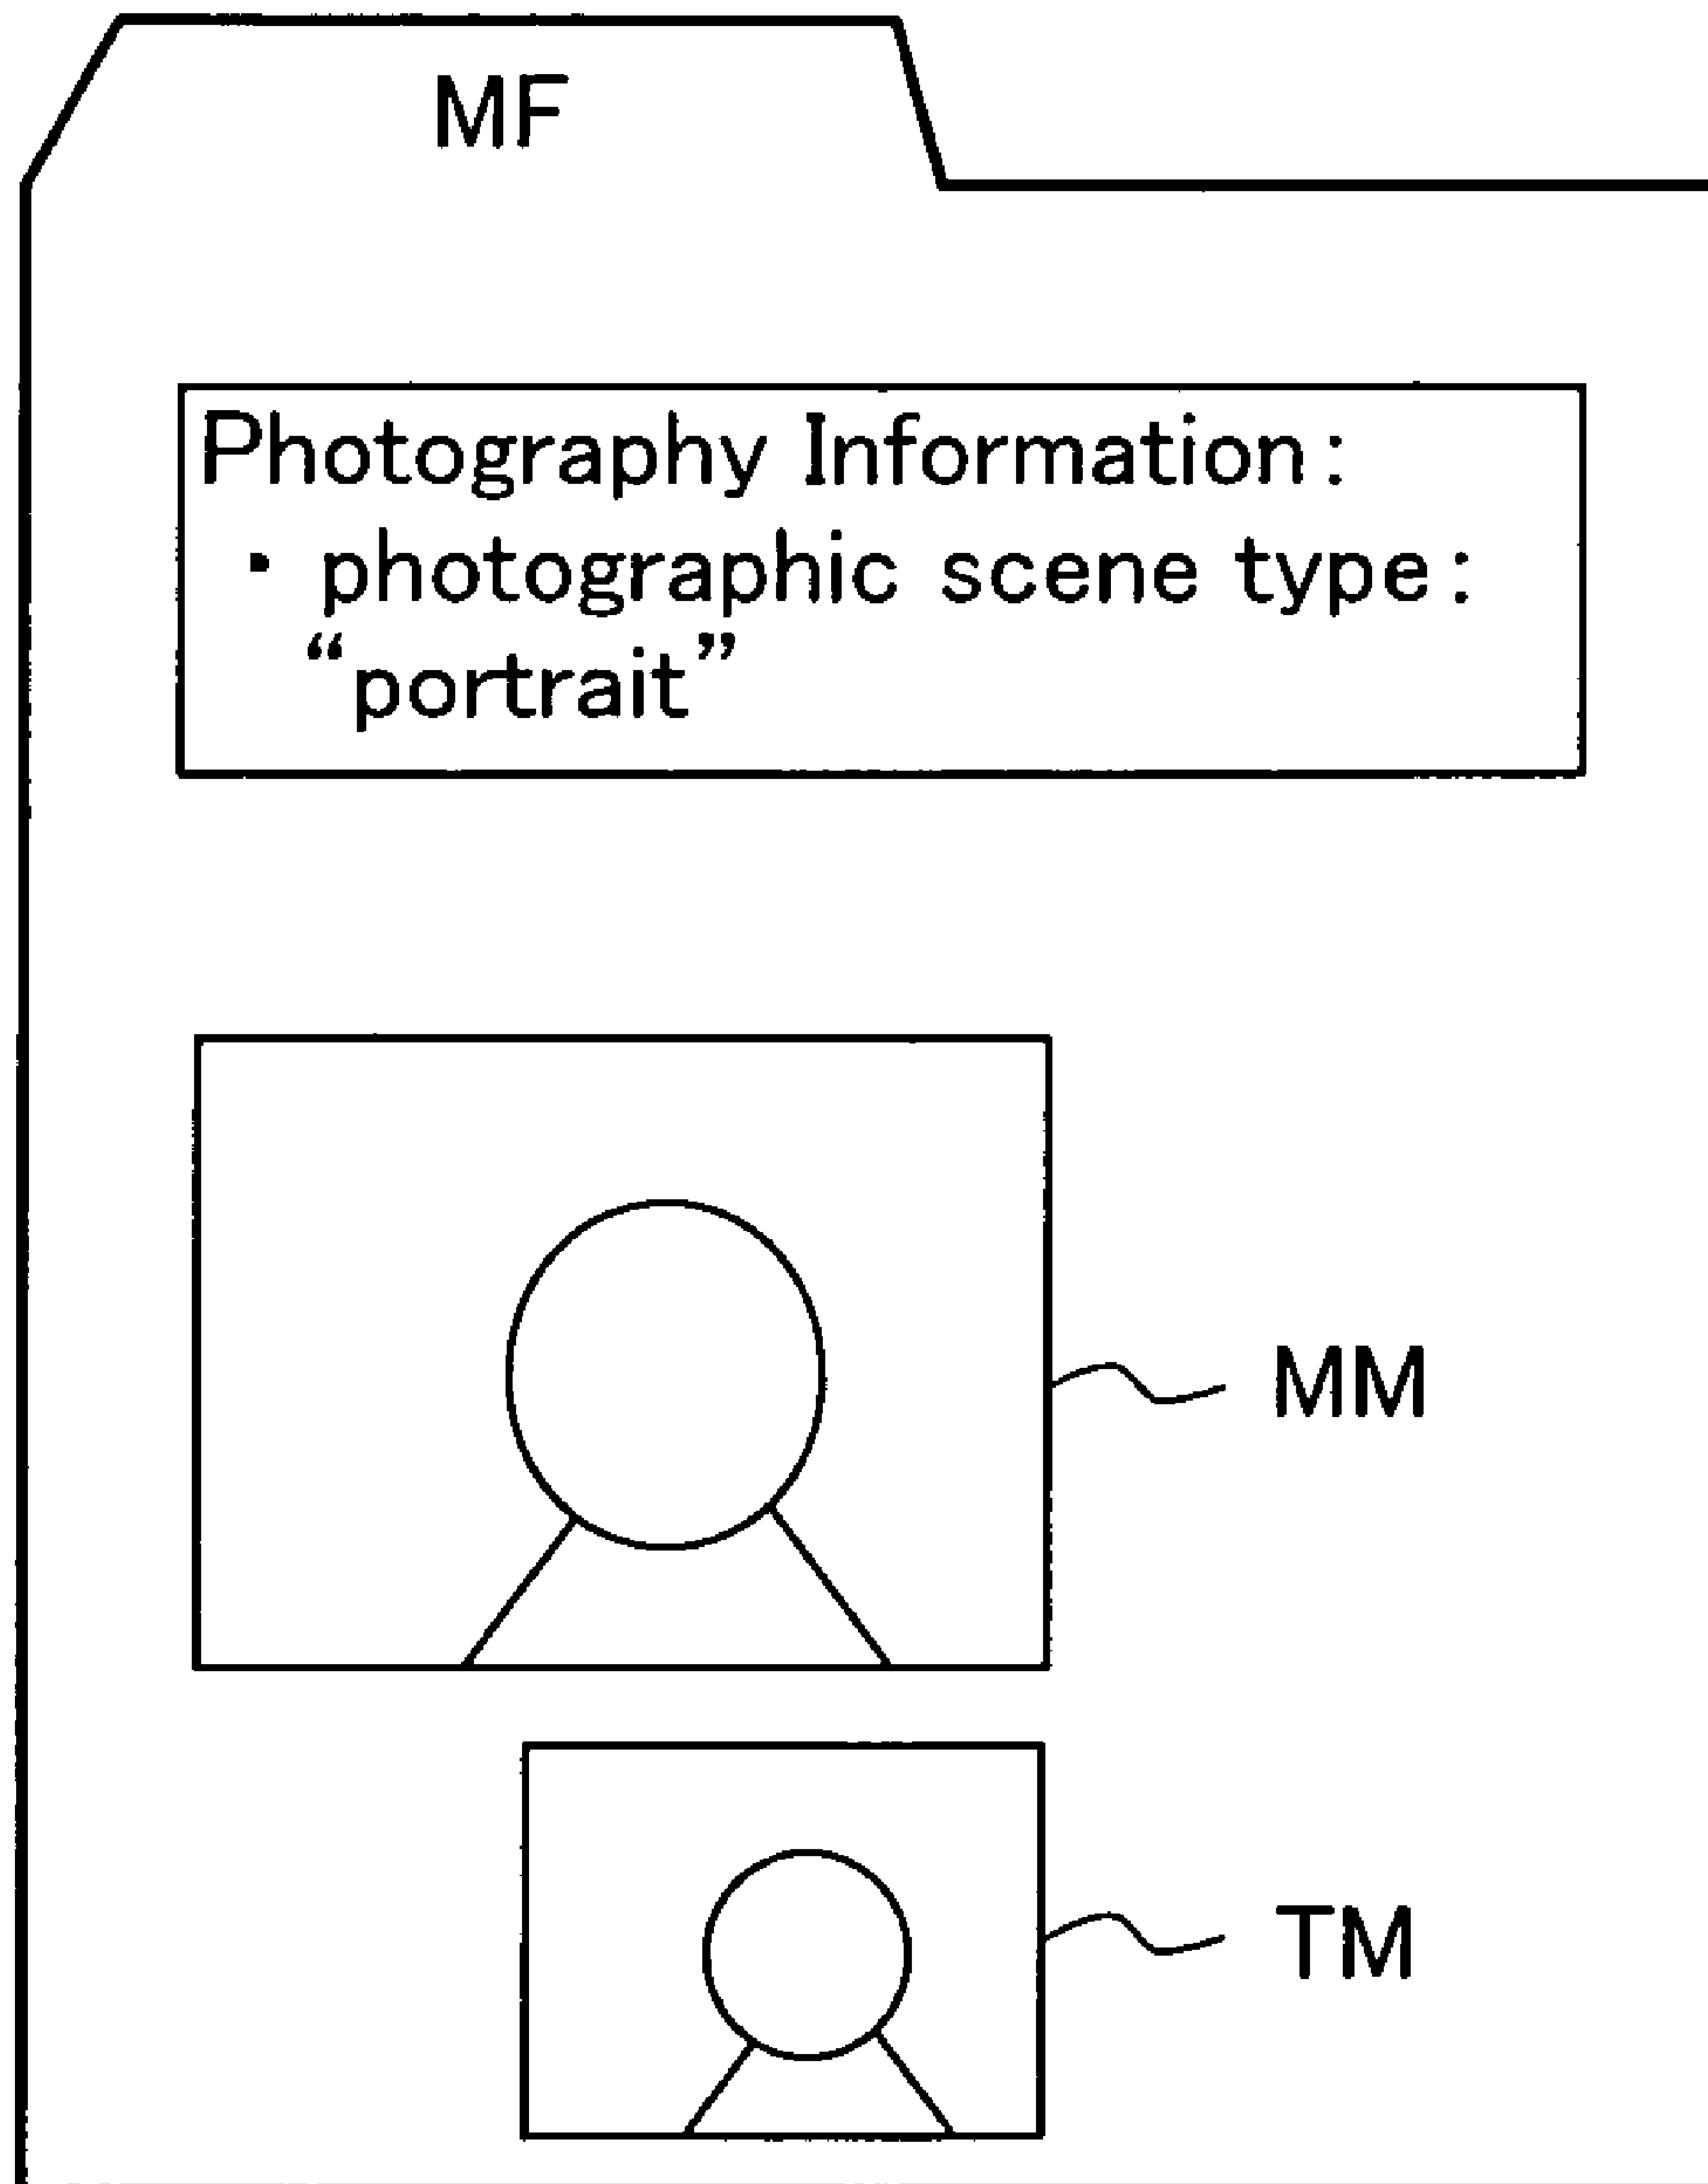 MF
Photography Information:
・ photographic scene type:
“portrait”
MM
TM